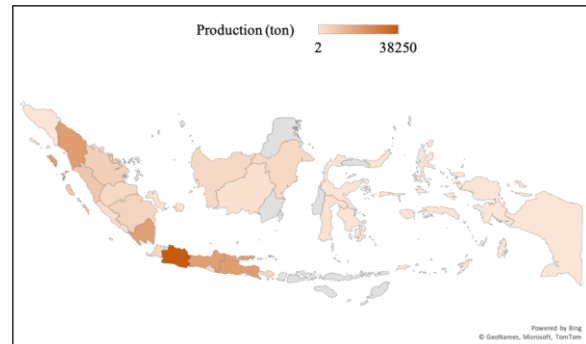 Production (ton)
2 38250
Powered by Bing
© GeoNames, Microsoft, TomTom